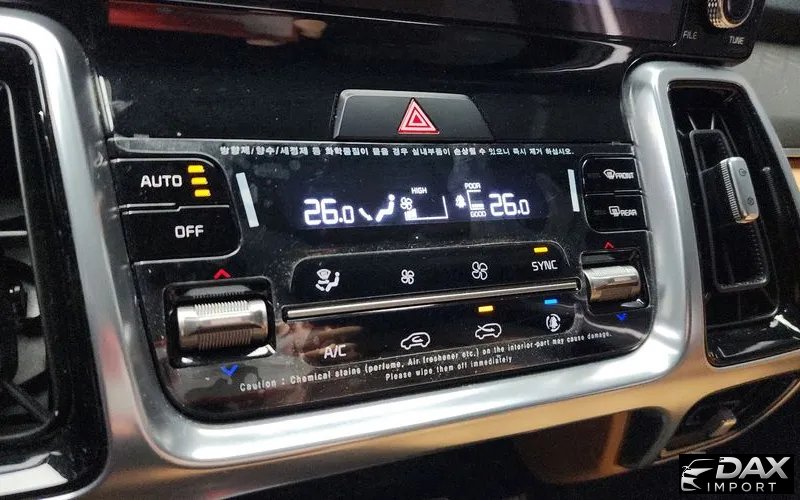 FILE
TUNE
방향제/향수/세정제 등 화학물질이 묻을 경우 실내부품이 손상될 수 있으니 즉시 제거 하십시오.
AUTO
OFF
26.0
HIGH
POOR
GOOD
26.0
FRONT
REAR
SYNC
A/C
Caution : Chemical stains (perfume, Air freshener etc.) on the interior-part may cause damage.
Please wipe them off immediately
DAX
IMPORT